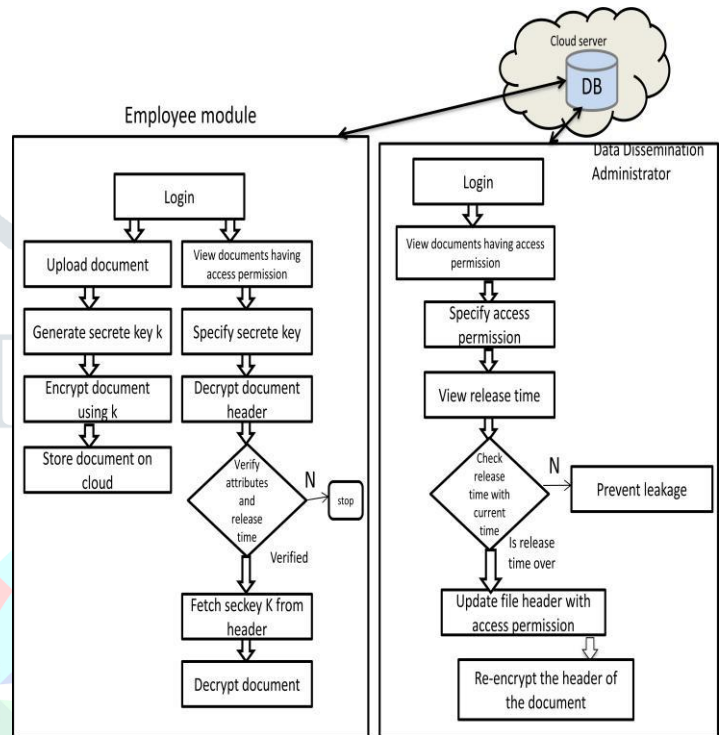 Cloud server
DB
Employee module
Login
Upload document
Generate secrete key k
Encrypt document
using k
Store document on
cloud
View documents having
access permission
Specify secrete key
Decrypt document
header
Verify
attributes
and
release
time
N
stop
Verified
Fetch seckey K from
header
Decrypt document
Data Dissemination
Administrator
Login
View documents having access
permission
Specify access
permission
View release time
Check
release
time with
current
time
N
Prevent leakage
Is release
time over
Update file header with
access permission
Re-encrypt the header of
the document